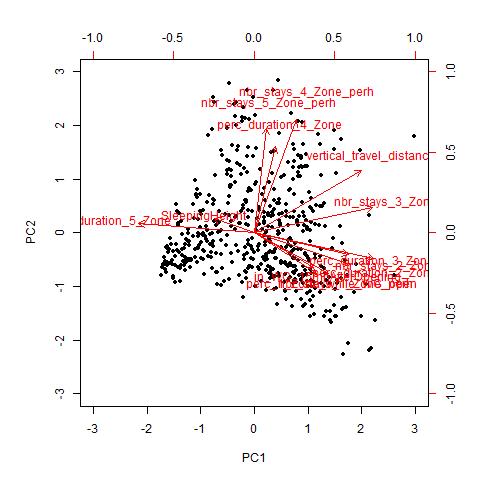 -1.0 -0.5 0.0 0.5 1.0
3
2
1
0
-1
-2
-3
1.0
0.5
0.0
-0.5
-1.0
nbr_stays_4_Zone_perh
nbr_stays_5_Zone_perh
perc_duration_4_Zone
vertical_travel_distanc
nbr_stays_3_Zon
SleepingHeight
duration_5_Zone
perc_duration_3_Zon
PC2
-3 -2 -1 0 1 2 3
PC1